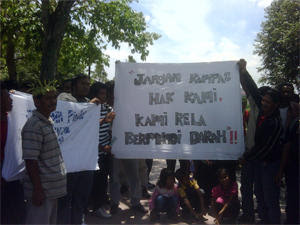 "JANGAN RAMPAS
HAK KAMI,
KAMI RELA
BERMANDI DARAH"!!